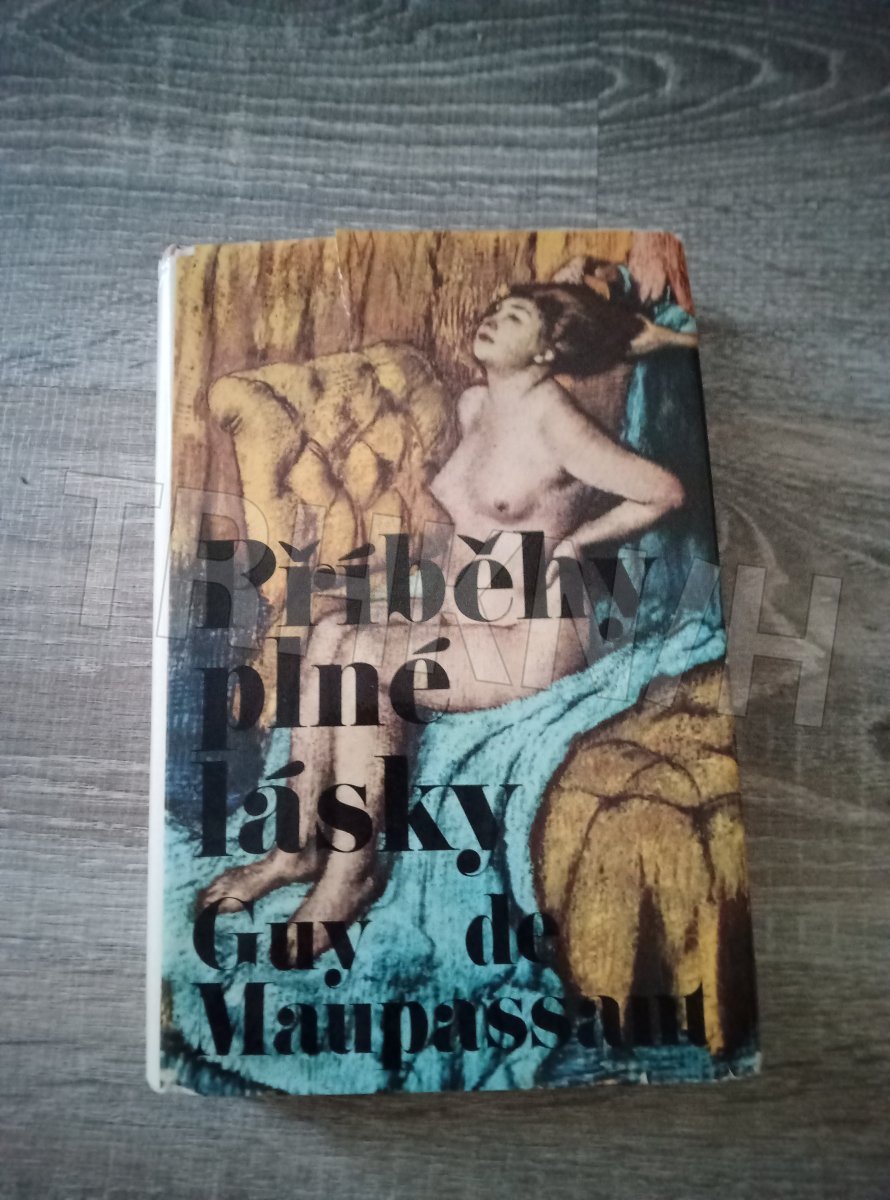 Příběhy
plné
lásky
Guy de
Maupassant